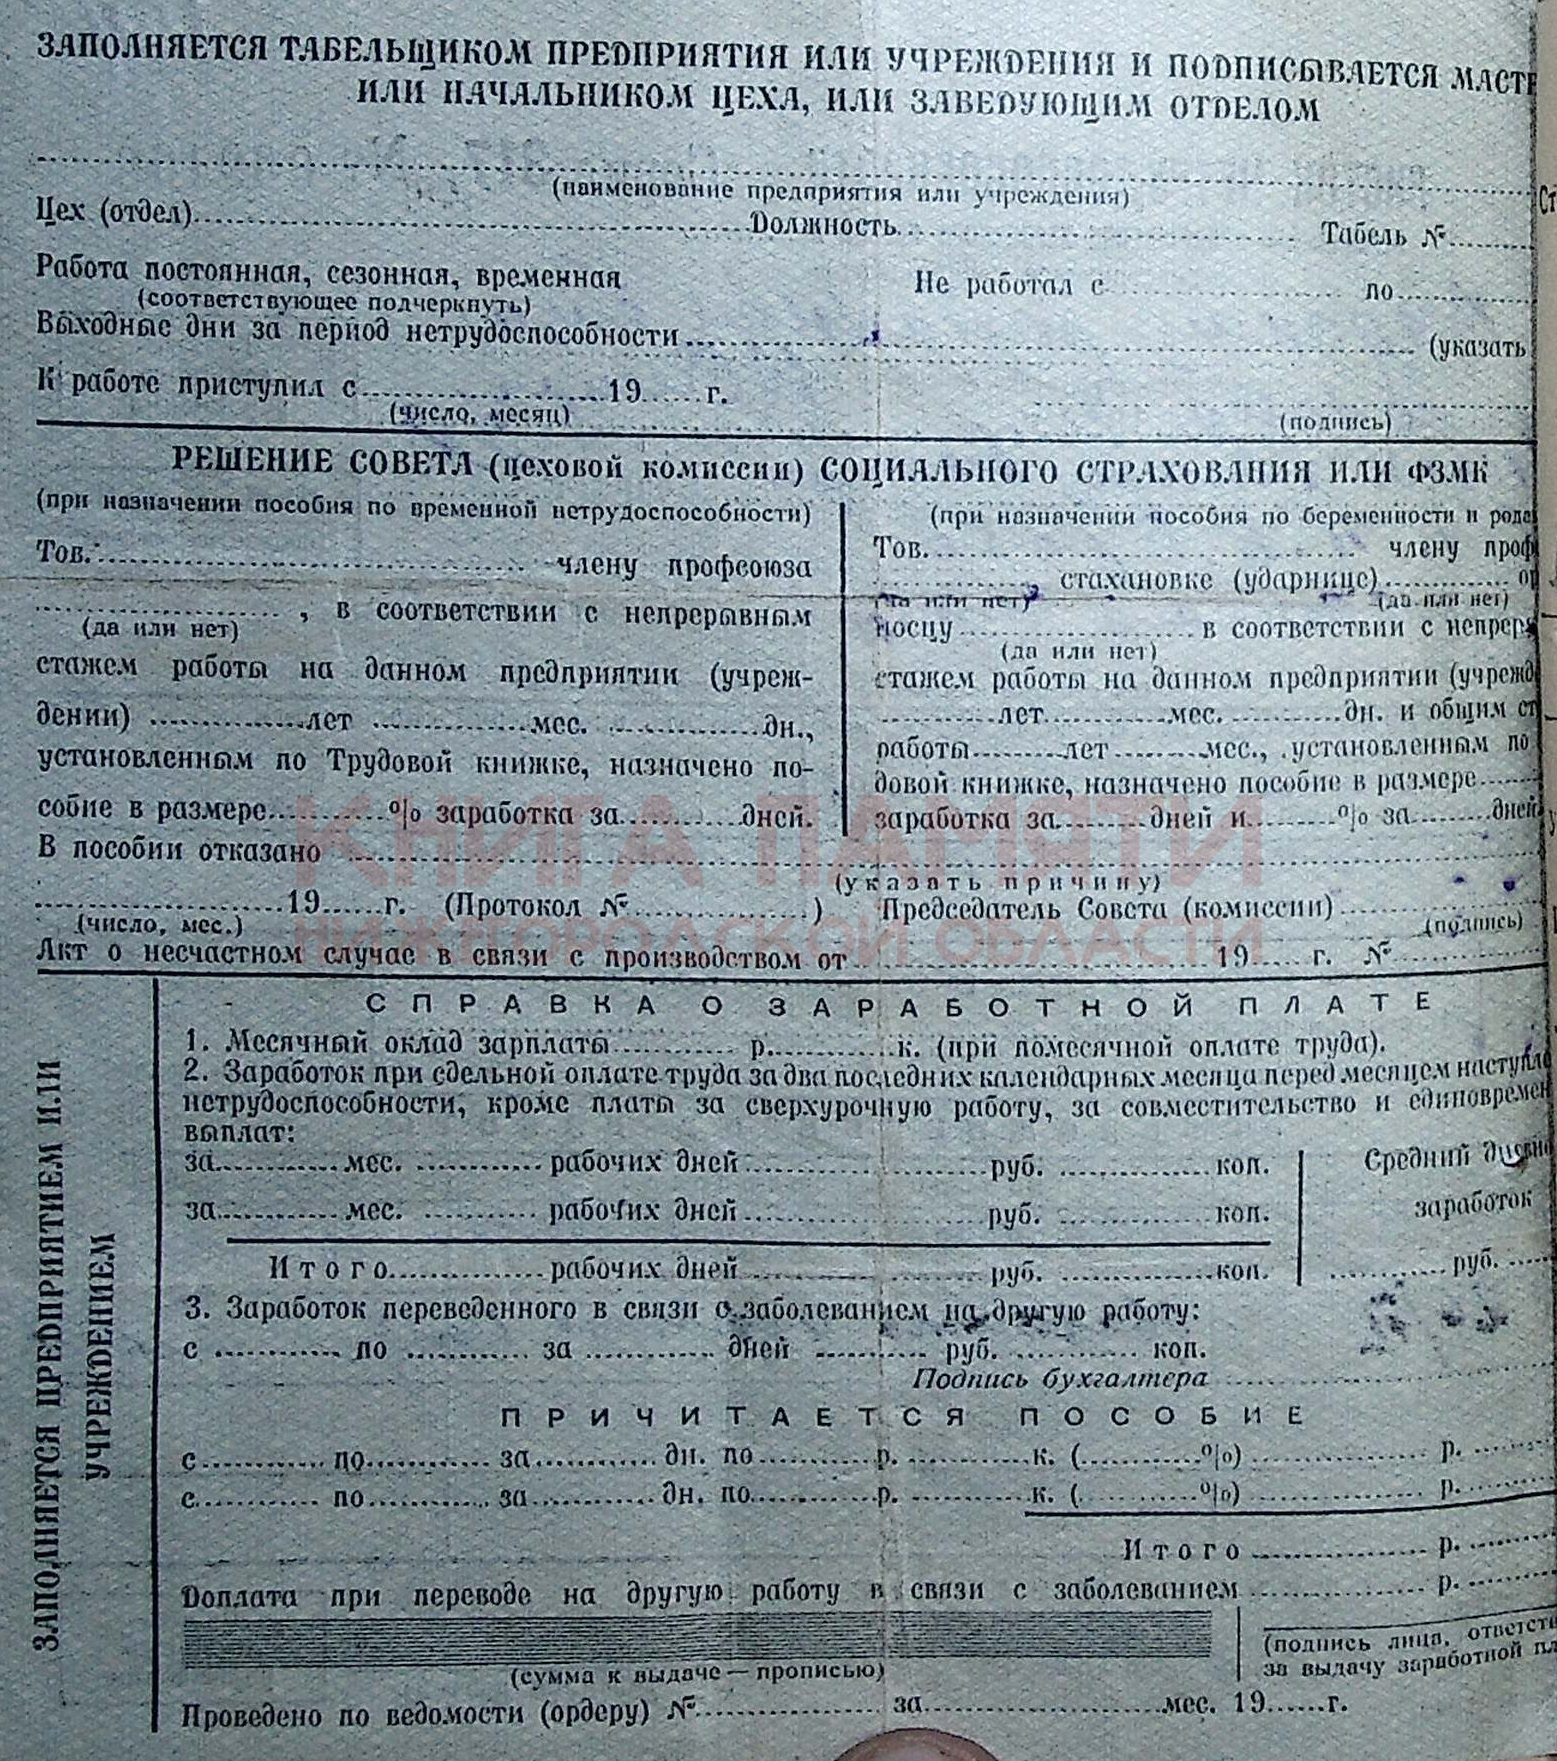 ЗАПОЛНЯЕТСЯ ТАБЕЛЬЩИКОМ ПРЕДПРИЯТИЯ ИЛИ УЧРЕЖДЕНИЯ И ПОДПИСЫВАЕТСЯ МАСТЕ
ИЛИ НАЧАЛЬНИКОМ ЦЕХА, ИЛИ ЗАВЕДУЮЩИМ ОТДЕЛОМ
(наименование предприятия или учреждения)
Цех (отдел)........ Должность........ Табель №........
Работа постоянная, сезонная, временная Не работал с........ по........
(соответствующее подчеркнуть)
Выходные дни за период нетрудоспособности........ (указать
К работе приступил с........19......г.
(число, месяц) (подпись)
РЕШЕНИЕ СОВЕТА (цеховой комиссии) СОЦИАЛЬНОГО СТРАХОВАНИЯ ИЛИ ФЗМК
(при назначении пособия по временной нетрудоспособности)
Тов......... члену профсоюза
........, в соответствии с непрерывным
(да или нет)
стажем работы на данном предприятии (учреж-
дении) ........лет ........мес. ........дн.,
установленным по Трудовой книжке, назначено по-
собие в размере........% заработка за........дней.
(при назначении пособия по беременности и рода
Тов......... члену проф
........, стахановке (ударнице)........ ор
(да или нет) (да или нет)
носцу........ в соответствии с непреры
(да или нет)
стажем работы на данном предприятии (учрежд
........лет........мес.........дн. и общим ст
работы........лет........мес., установленным по
довой книжке, назначено пособие в размере......
заработка за........дней и........% за........дней
В пособии отказано ........
(указать причину)
........19......г. (Протокол №........) Председатель Совета (комиссии)........
(число, мес.) (подпись)
Акт о несчастном случае в связи с производством от........19......г. №........
КНИГА ПАМЯТИ
НИЖГОРОДСКОЙ ОБЛАСТИ
ЗАПОЛНЯЕТСЯ ПРЕДПРИЯТИЕМ ИЛИ
УЧРЕЖДЕНИЕМ
СПРАВКА О ЗАРАБОТНОЙ ПЛАТЕ
1. Месячный оклад зарплаты........ р.........к. (при помесячной оплате труда).
2. Заработок при сдельной оплате труда за два последних календарных месяца перед месяцем наступле
нетрудоспособности, кроме платы за сверхурочную работу, за совместительство и единовремен
выплат:
за........мес. ........рабочих дней........руб. ........коп.
за........мес. ........рабочих дней........руб. ........коп.
Итого........рабочих дней........руб. ........коп.
Средний дневно
заработок
........руб. ......
3. Заработок переведенного в связи с заболеванием на другую работу:
с ........ по ........ за ........ дней ........ руб. ........ коп.
Подпись бухгалтера ........
ПРИЧИТАЕТСЯ ПОСОБИЕ
с........ по........ за........ дн. по........р. ........к. (........%)........ р. ......
с........ по........ за........ дн. по........р. ........к. (........%)........ р. ......
Итого........ р. ......
Доплата при переводе на другую работу в связи с заболеванием........ р. ......
(сумма к выдаче — прописью)
(подпись лица, ответств
за выдачу заработной пл
Проведено по ведомости (ордеру) №........ за........мес. 19......г.